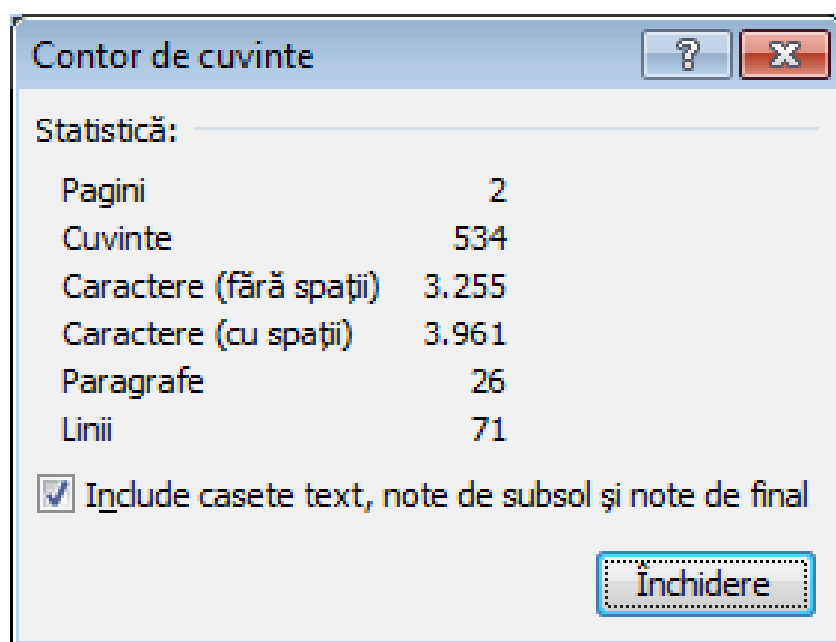 Contor de cuvinte
Statistică:
Pagini 2
Cuvinte 534
Caractere (fără spații) 3.255
Caractere (cu spații) 3.961
Paragrafe 26
Linii 71
Include casete text, note de subsol și note de final
Închidere